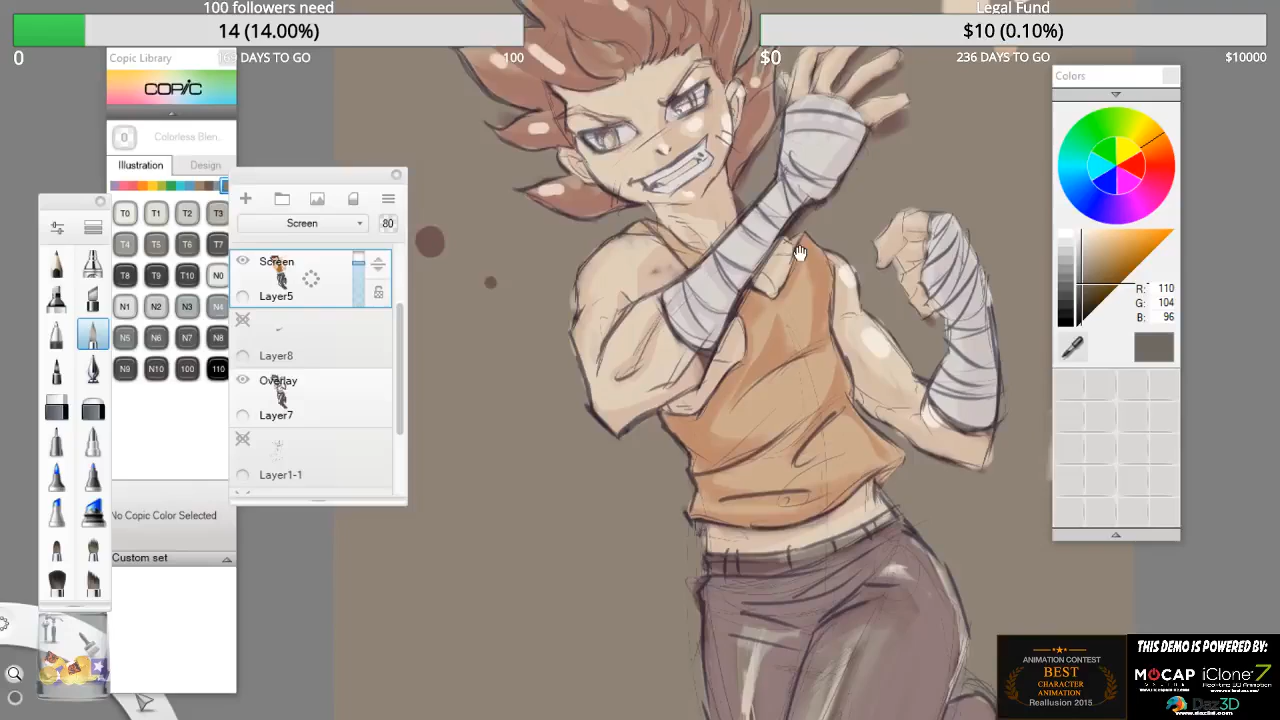 100 followers need
14 (14.00%)
0
DAYS TO GO
100
Legal Fund
$10 (0.10%)
$0
236 DAYS TO GO
$10000
Copic Library
COPIC
0
Colorless Blen..
Illustration
Design
T0 T1 T2 T3
T4 T5 T6 T7
T8 T9 T10 N0
N1 N2 N3 N4
N5 N6 N7 N8
N9 N10 100 110
No Copic Color Selected
Custom set
Screen
80
Screen
Layer5
Layer8
Overlay
Layer7
Layer1-1
Colors
R: 110
G: 104
B: 96
ANIMATION CONTEST
BEST
CHARACTER
ANIMATION
Reallusion 2015
THIS DEMO IS POWERED BY:
MOCAP
iClone 7
Daz3D
www.daz3d.com